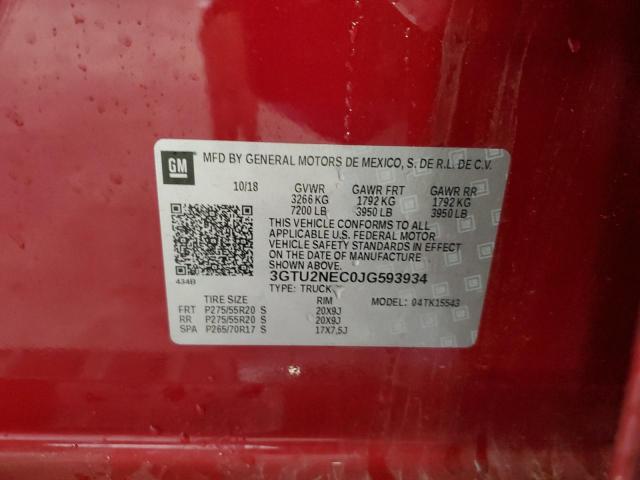 GM MFD BY GENERAL MOTORS DE MEXICO, S. DE R.L. DE C.V.
10/18 GVWR GAWR FRT GAWR RR
3266 KG 1792 KG 1792 KG
7200 LB 3950 LB 3950 LB
THIS VEHICLE CONFORMS TO ALL
APPLICABLE U.S. FEDERAL MOTOR
VEHICLE SAFETY STANDARDS IN EFFECT
ON THE DATE OF MANUFACTURE
SHOWN ABOVE.
434B 3GTU2NEC0JG593934
TYPE: TRUCK
TIRE SIZE RIM MODEL: 04TK15543
FRT P275/55R20 S 20X9J
RR P275/55R20 S 20X9J
SPA P265/70R17 S 17X7,5J